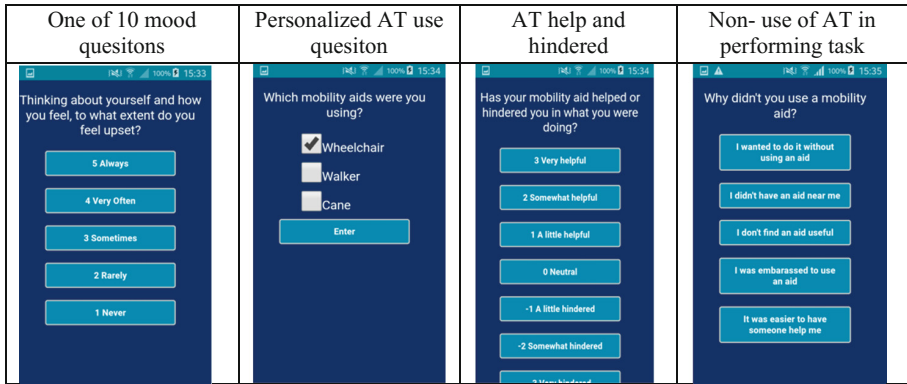 One of 10 mood
quesitons
Personalized AT use
quesiton
AT help and
hindered
Non- use of AT in
performing task
100% 15:33
Thinking about yourself and how
you feel, to what extent do you
feel upset?
5 Always
4 Very Often
3 Sometimes
2 Rarely
1 Never
100% 15:34
Which mobility aids were you
using?
Wheelchair
Walker
Cane
Enter
100% 15:34
Has your mobility aid helped or
hindered you in what you were
doing?
3 Very helpful
2 Somewhat helpful
1 A little helpful
0 Neutral
-1 A little hindered
-2 Somewhat hindered
-3 Very hindered
100% 15:35
Why didn't you use a mobility
aid?
I wanted to do it without
using an aid
I didn't have an aid near me
I don't find an aid useful
I was embarassed to use
an aid
It was easier to have
someone help me